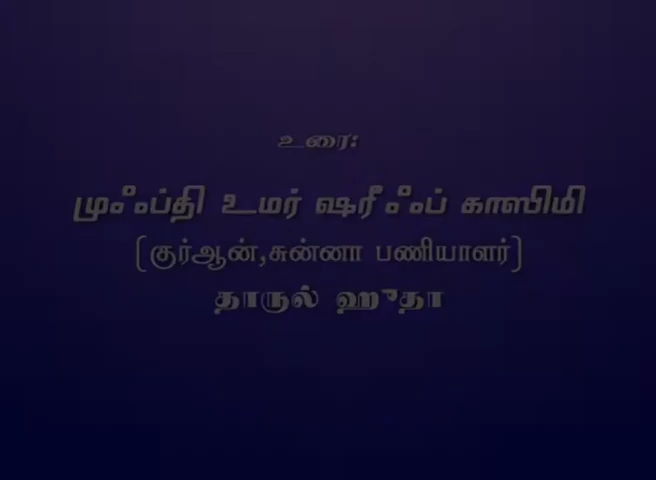 உரை:
முஃப்தி உமர் ஷரீஃப் காஸிமி
(குர்ஆன்,சுன்னா பணியாளர்)
தாருல் ஹுதா